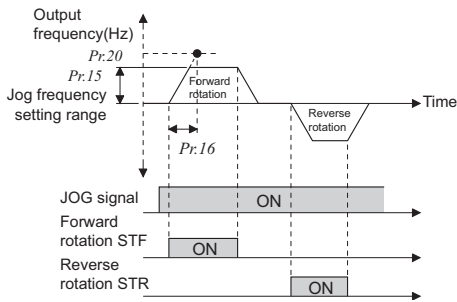 Output
frequency(Hz)
Pr.20
Pr.15
Forward
rotation
Jog frequency
setting range
Time
Reverse
rotation
Pr.16
JOG signal
ON
Forward
rotation STF
ON
Reverse
rotation STR
ON